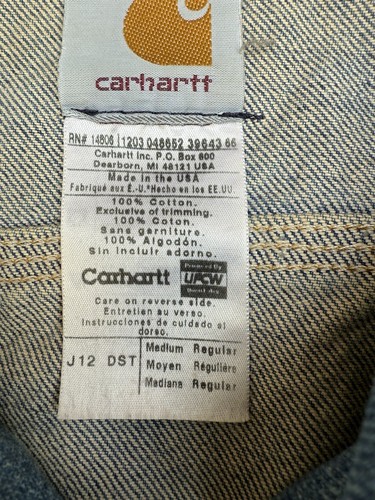 carhartt
RN# 14806 1203 048652 39643 66
Carhartt Inc. P.O. Box 600
Dearborn, MI 48121 USA
Made in the USA
Fabriqué aux É.-U. Hecho en los EE.UU.
100% Cotton.
Exclusive of trimming.
100% Coton.
Sans garniture.
100% Algodón.
Sin incluir adorno.
Carhartt
UFCW
Care on reverse side.
Entretien au verso.
Instrucciones de cuidado al
dorso.
J12 DST
Medium Regular
Moyen Régulière
Mediana Regular